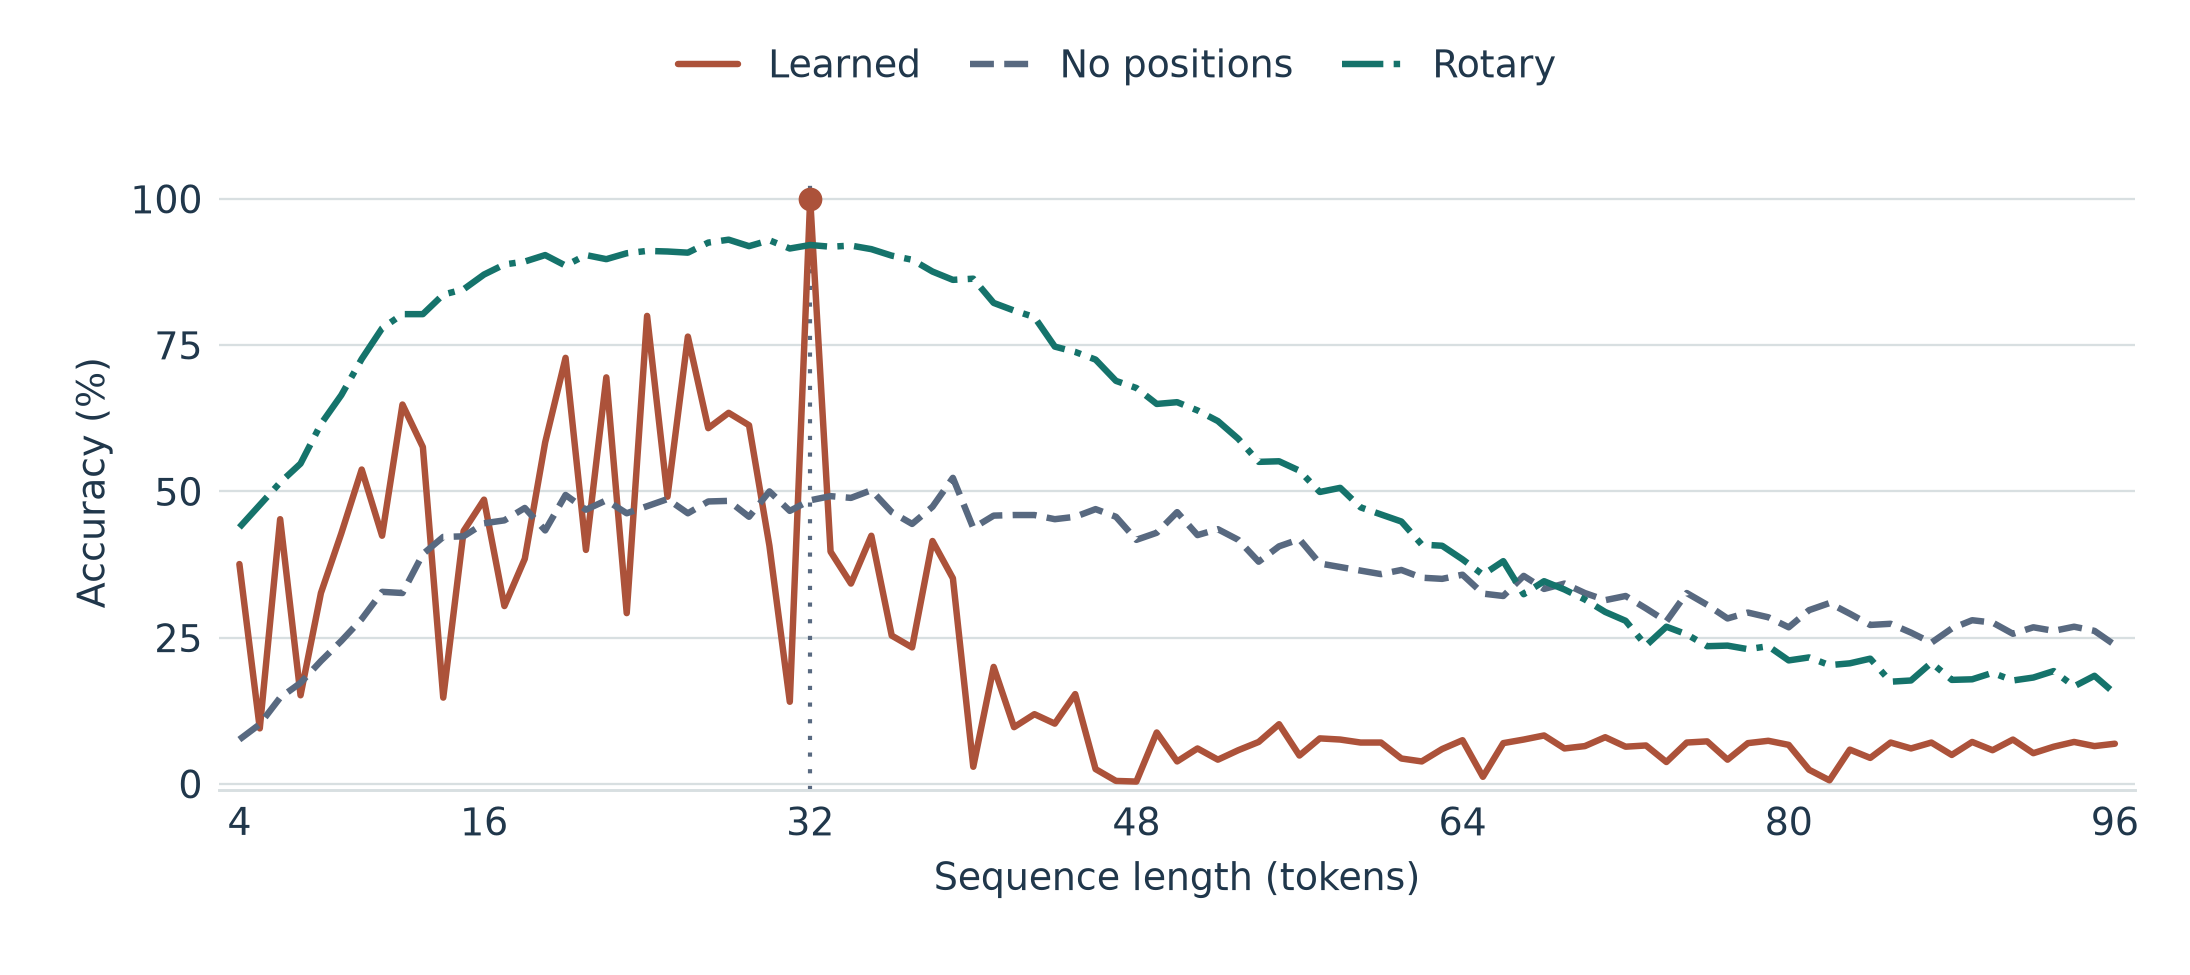 Learned No positions Rotary
100
75
50
25
0
Accuracy (%)
4 16 32 48 64 80 96
Sequence length (tokens)